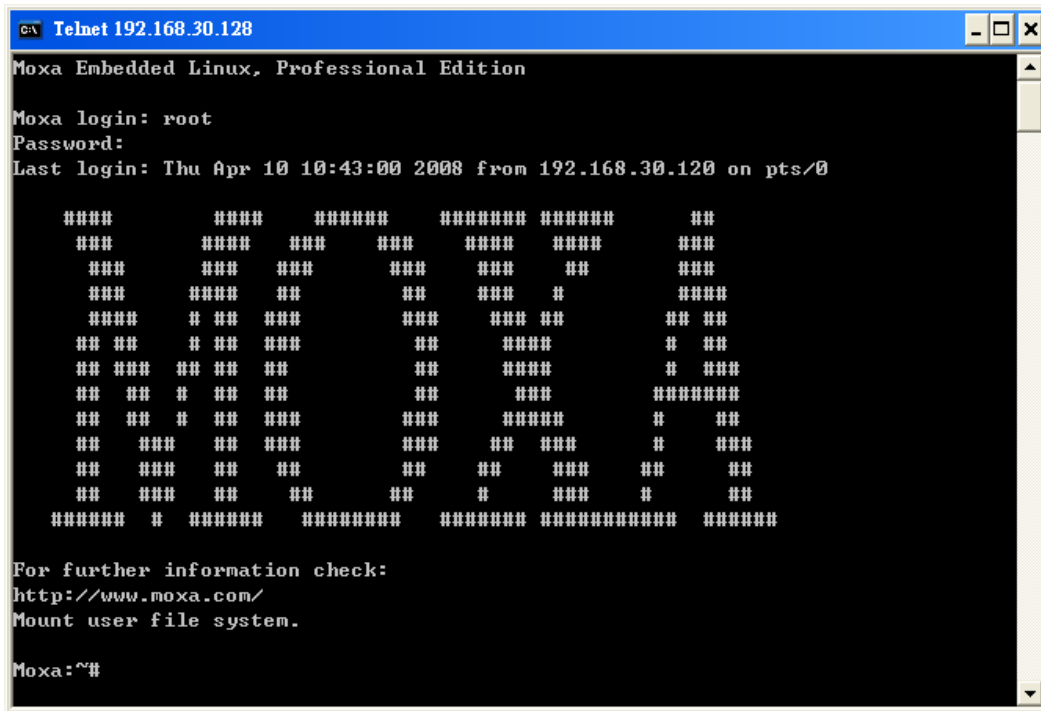 Telnet 192.168.30.128
Moxa Embedded Linux, Professional Edition
Moxa login: root
Password:
Last login: Thu Apr 10 10:43:00 2008 from 192.168.30.120 on pts/0
MOXA
For further information check:
http://www.moxa.com/
Mount user file system.
Moxa:~#